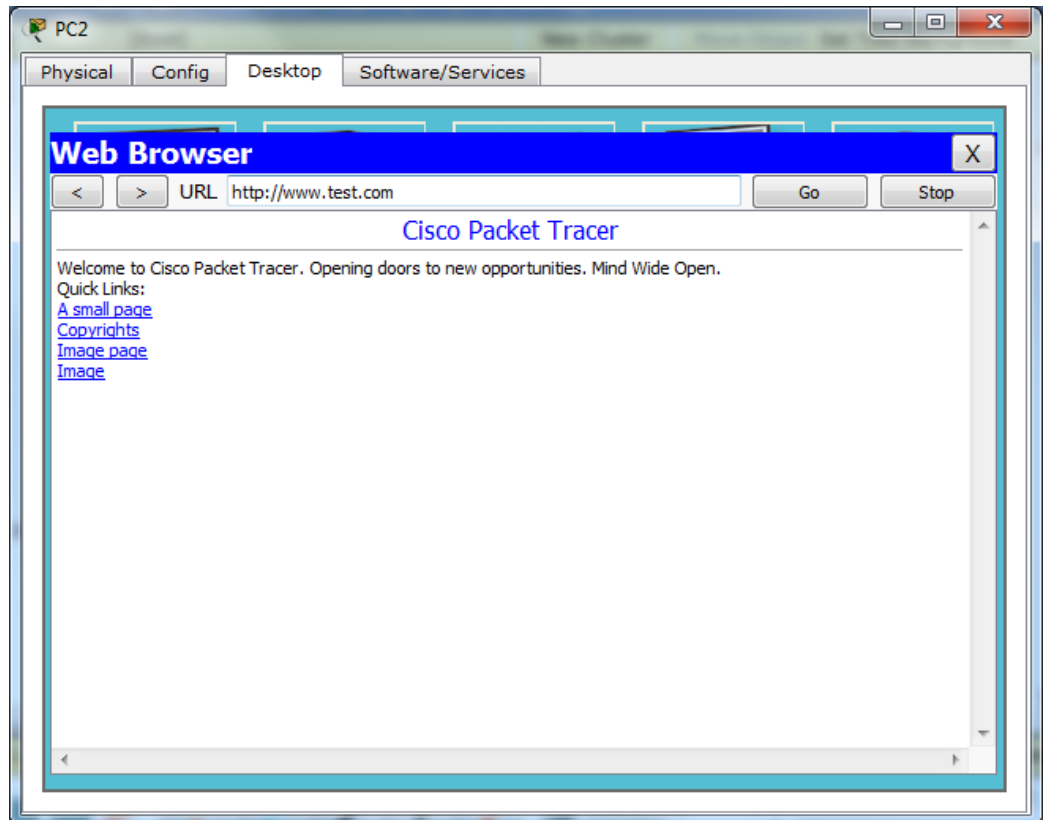 PC2
Physical Config Desktop Software/Services
Web Browser X
< > URL http://www.test.com Go Stop
Cisco Packet Tracer
Welcome to Cisco Packet Tracer. Opening doors to new opportunities. Mind Wide Open.
Quick Links:
A small page
Copyrights
Image page
Image